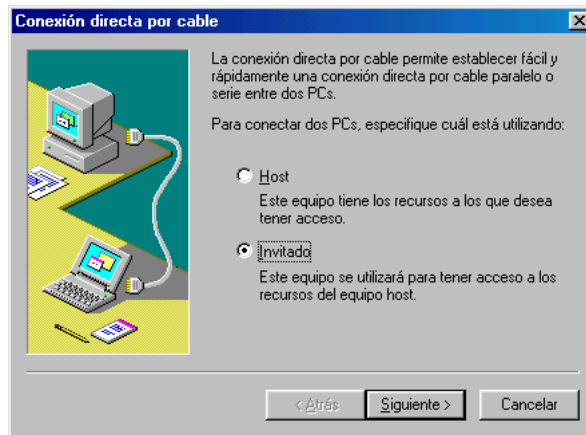 Conexión directa por cable
La conexión directa por cable permite establecer fácil y
rápidamente una conexión directa por cable paralelo o
serie entre dos PCs.
Para conectar dos PCs, especifique cuál está utilizando:
Host
Este equipo tiene los recursos a los que desea
tener acceso.
Invitado
Este equipo se utilizará para tener acceso a los
recursos del equipo host.
< Atrás
Siguiente >
Cancelar